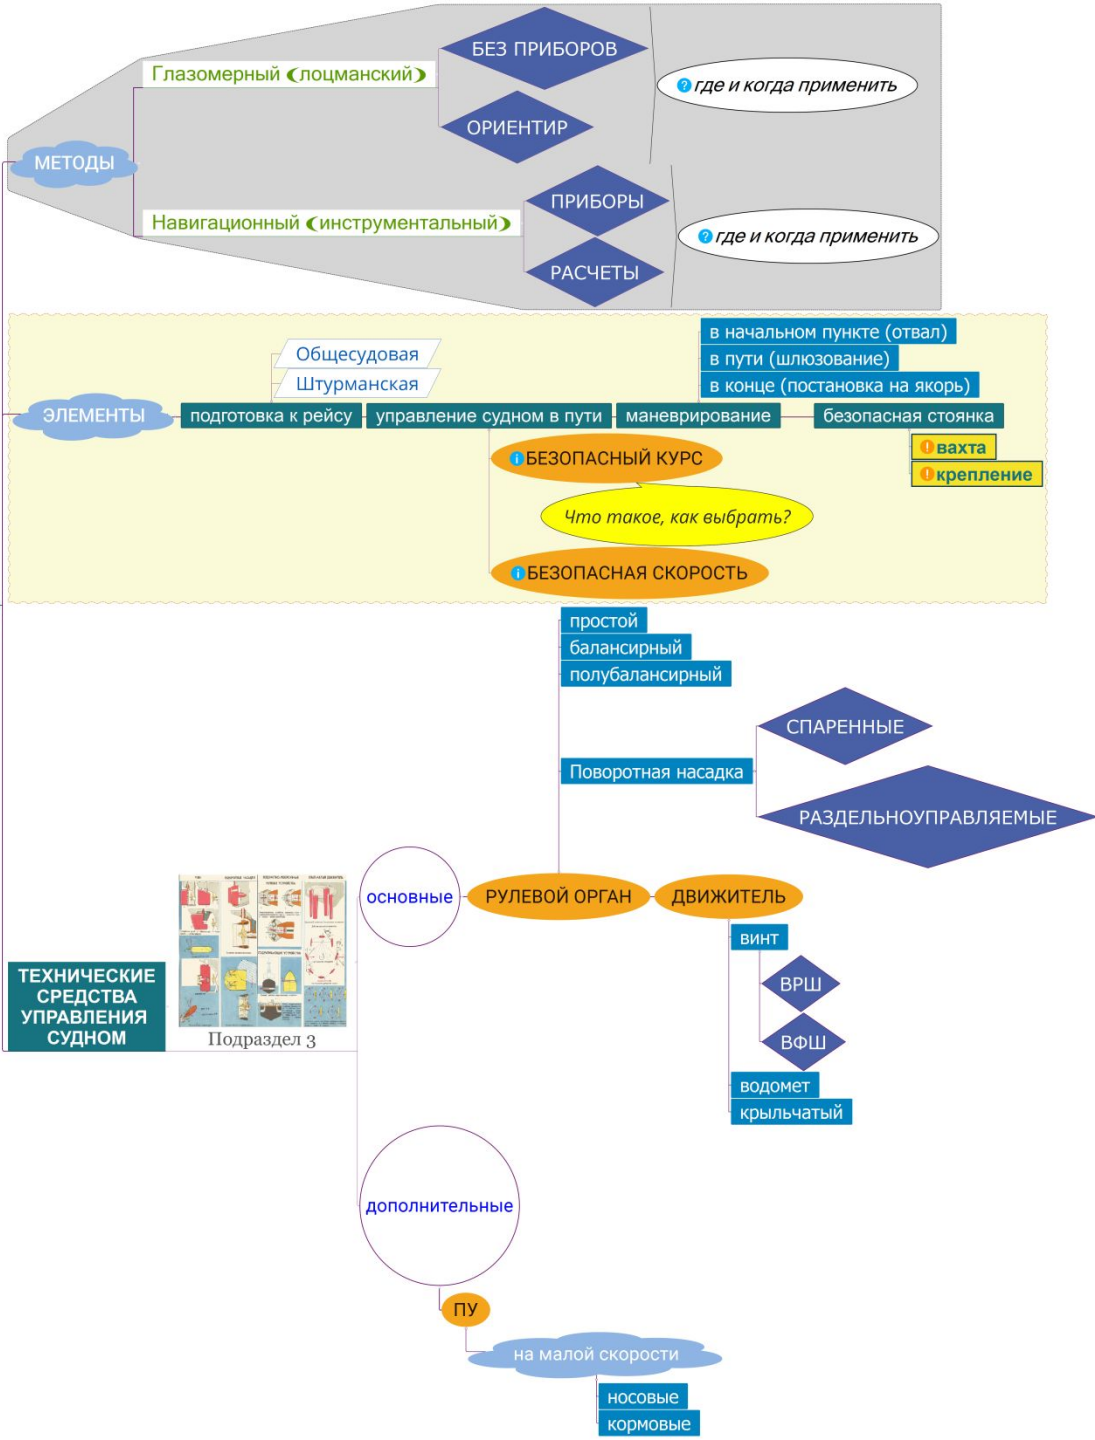 БЕЗ ПРИБОРОВ
Глазомерный (лоцманский)
где и когда применить
ОРИЕНТИР
МЕТОДЫ
ПРИБОРЫ
Навигационный (инструментальный)
где и когда применить
РАСЧЕТЫ
в начальном пункте (отвал)
Общесудовая
в пути (шлюзование)
Штурманская
в конце (постановка на якорь)
ЭЛЕМЕНТЫ
подготовка к рейсу
управление судном в пути
маневрирование
безопасная стоянка
вахта
БЕЗОПАСНЫЙ КУРС
крепление
Что такое, как выбрать?
БЕЗОПАСНАЯ СКОРОСТЬ
простой
балансирный
полубалансирный
СПАРЕННЫЕ
Поворотная насадка
РАЗДЕЛЬНОУПРАВЛЯЕМЫЕ
основные
РУЛЕВОЙ ОРГАН
ДВИЖИТЕЛЬ
винт
ВРШ
ВФШ
водомет
крыльчатый
ТЕХНИЧЕСКИЕ
СРЕДСТВА
УПРАВЛЕНИЯ
СУДНОМ
Подраздел 3
дополнительные
ПУ
на малой скорости
носовые
кормовые